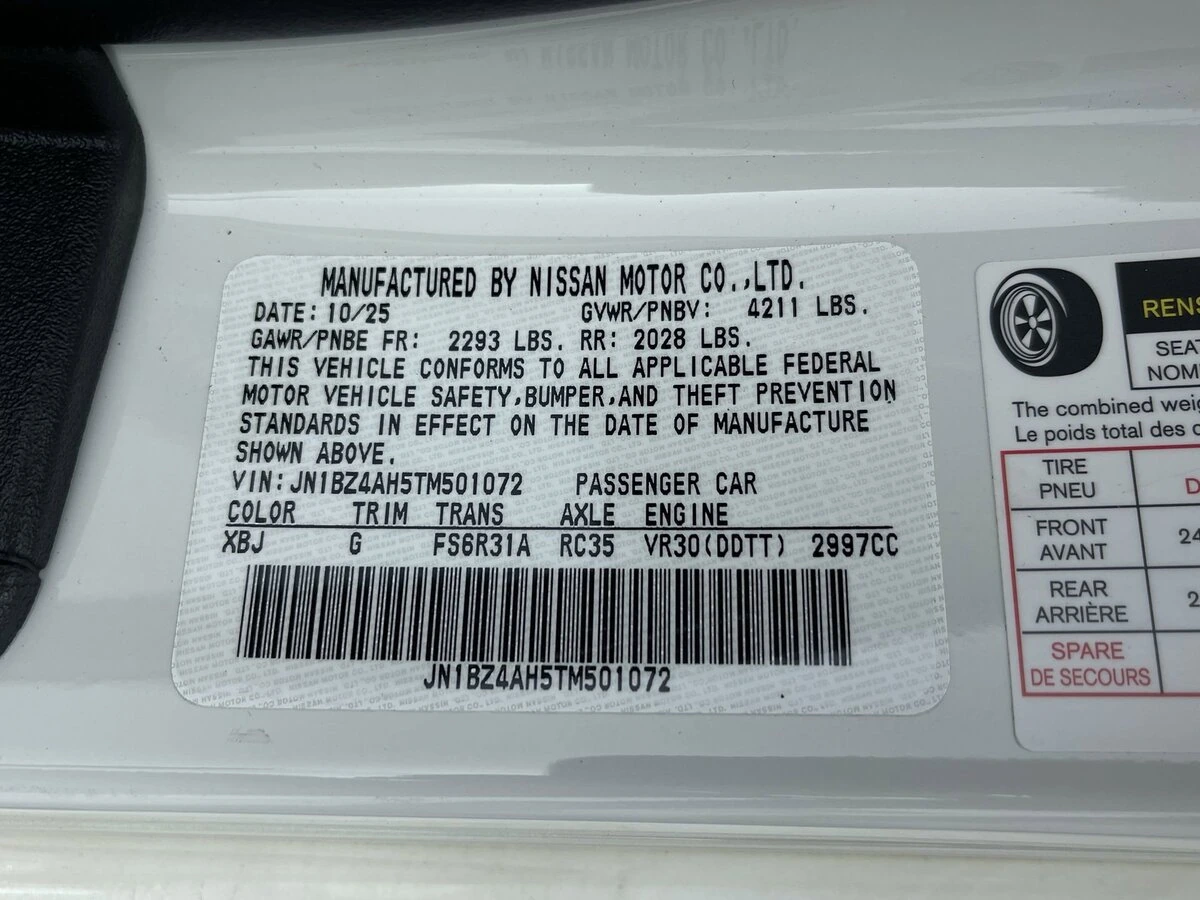 MANUFACTURED BY NISSAN MOTOR CO.,LTD.
DATE: 10/25 GVWR/PNBV: 4211 LBS.
GAWR/PNBE FR: 2293 LBS. RR: 2028 LBS.
THIS VEHICLE CONFORMS TO ALL APPLICABLE FEDERAL
MOTOR VEHICLE SAFETY,BUMPER,AND THEFT PREVENTION
STANDARDS IN EFFECT ON THE DATE OF MANUFACTURE
SHOWN ABOVE.
VIN: JN1BZ4AH5TM501072 PASSENGER CAR
COLOR TRIM TRANS AXLE ENGINE
XBJ G FS6R31A RC35 VR30(DDTT) 2997CC
JN1BZ4AH5TM501072
The combined
Le poids total des
TIRE
PNEU
FRONT
AVANT
REAR
ARRIÈRE
SPARE
DE SECOURS